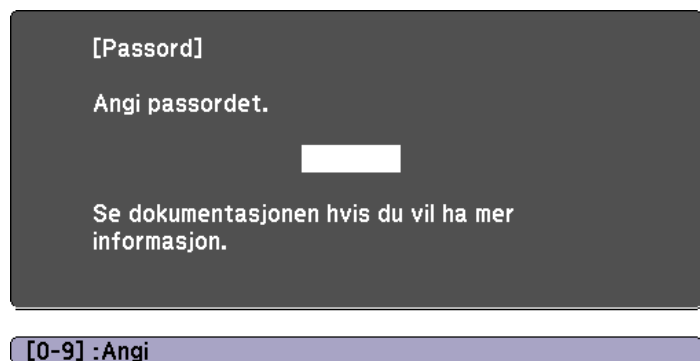 [Passord]
Angi passordet.
Se dokumentasjonen hvis du vil ha mer
informasjon.
[0-9] :Angi